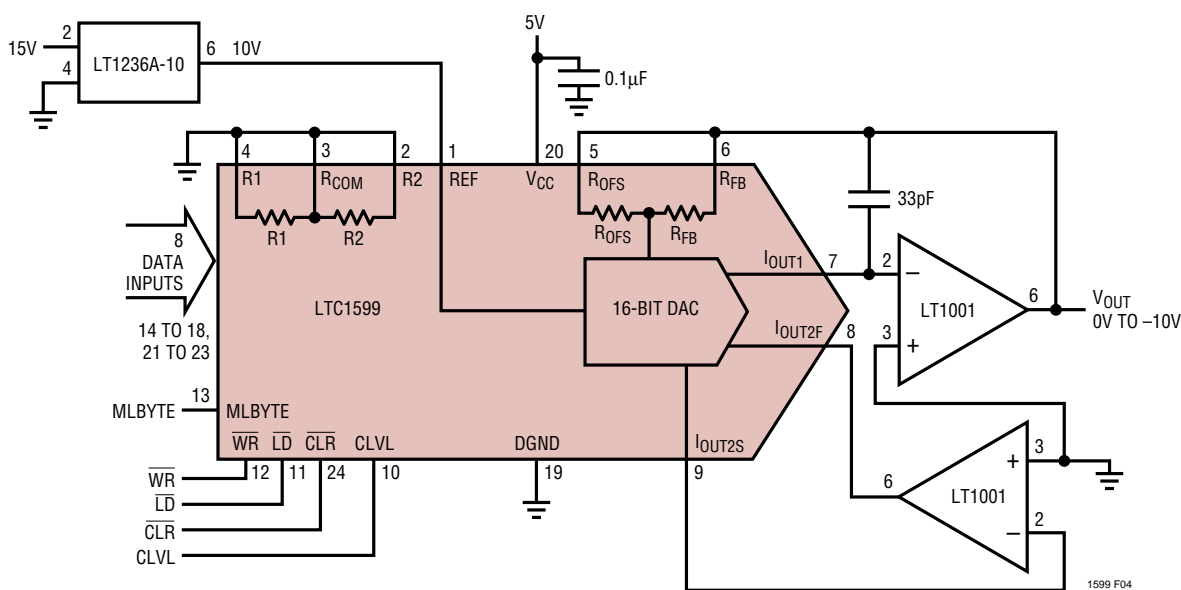 5V
15V
2
4
LT1236A-10
6
10V
0.1µF
4
3
2
1
20
5
6
R1
RCOM
R2
REF
VCC
ROFS
RFB
33pF
R1
R2
ROFS
RFB
8
DATA
INPUTS
14 TO 18,
21 TO 23
LTC1599
16-BIT DAC
IOUT1
7
IOUT2F
8
2
–
3
+
LT1001
6
VOUT
0V TO –10V
MLBYTE
13
MLBYTE
WR
LD
CLR
CLVL
DGND
IOUT2S
12
11
24
10
19
9
WR
LD
CLR
CLVL
6
LT1001
+
3
–
2
1599 F04